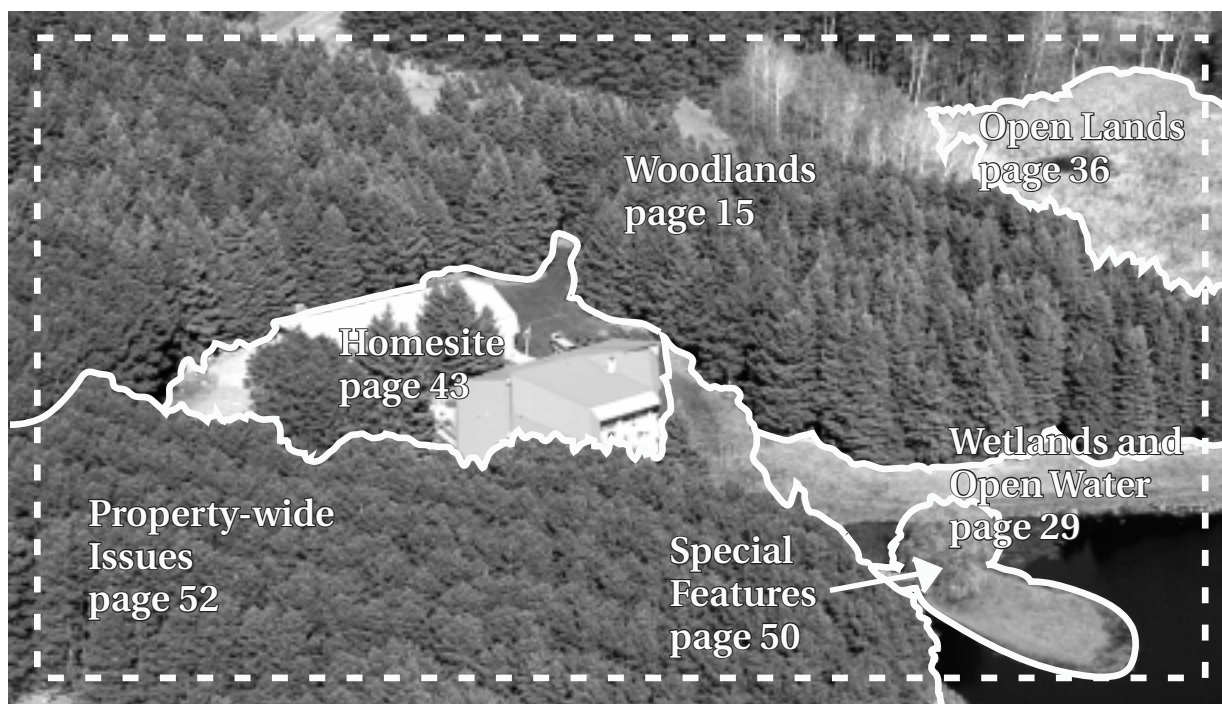 Open Lands
page 36
Woodlands
page 15
Homesite
page 43
Wetlands and
Open Water
page 29
Property-wide
Issues
page 52
Special
Features
page 50